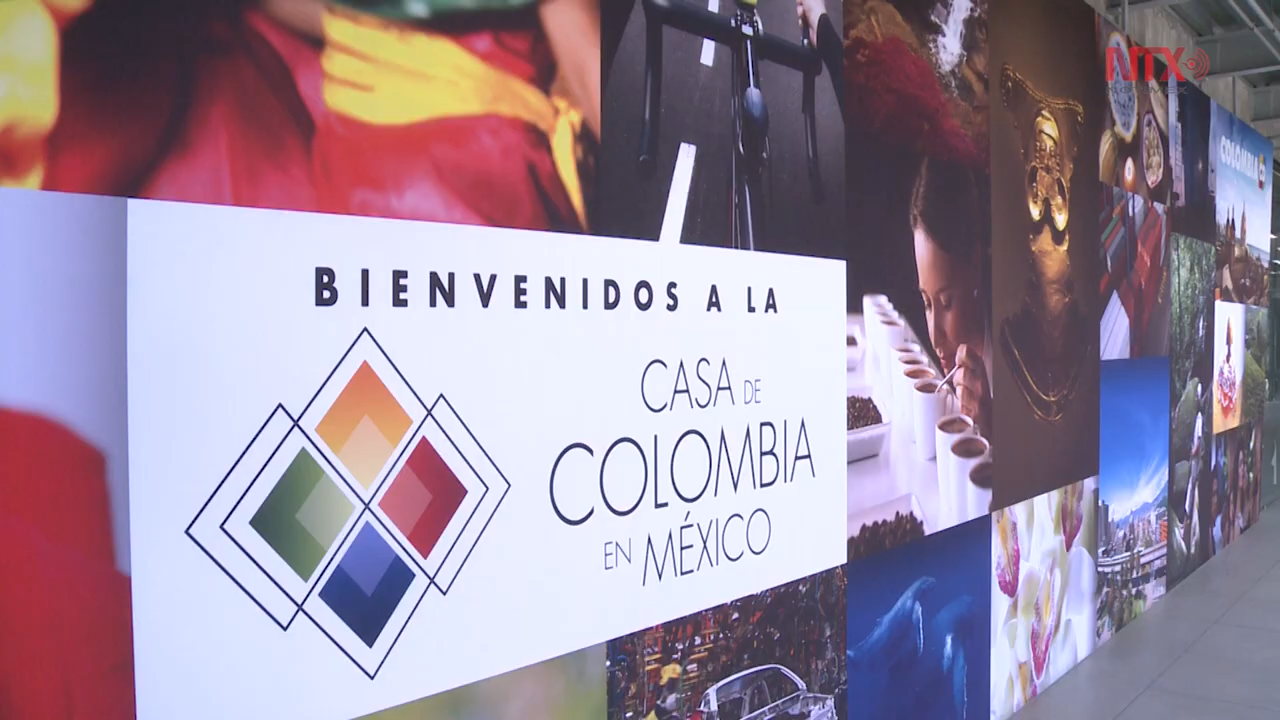 NTX
BIENVENIDOS A LA
CASA DE
COLOMBIA
EN MÉXICO
COLOMBIA